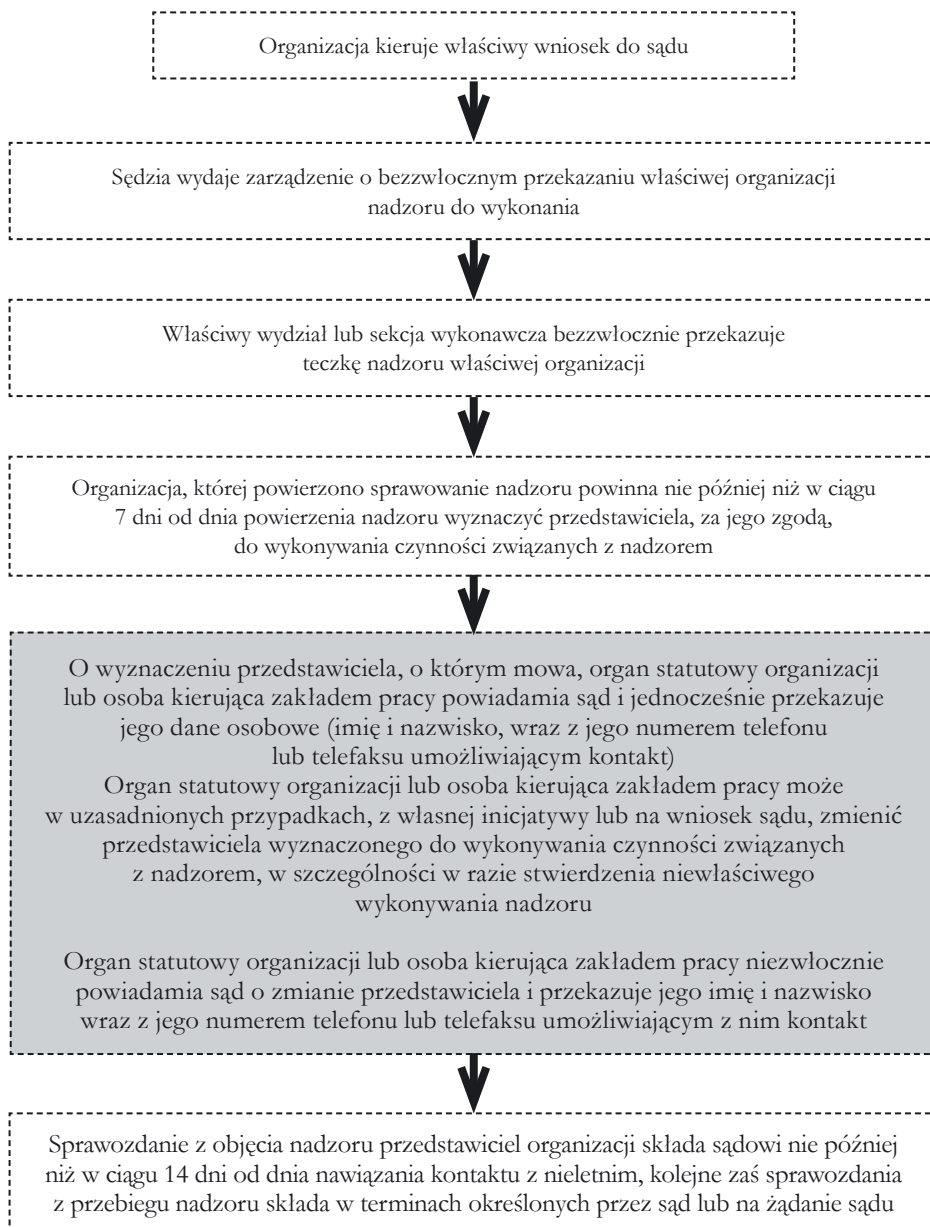 Organizacja kieruje właściwy wniosek do sądu
Sędzia wydaje zarządzenie o bezzwłocznym przekazaniu właściwej organizacji
nadzoru do wykonania
Właściwy wydział lub sekcja wykonawcza bezzwłocznie przekazuje
teczkę nadzoru właściwej organizacji
Organizacja, której powierzono sprawowanie nadzoru powinna nie później niż w ciągu
7 dni od dnia powierzenia nadzoru wyznaczyć przedstawiciela, za jego zgodą,
do wykonywania czynności związanych z nadzorem
O wyznaczeniu przedstawiciela, o którym mowa, organ statutowy organizacji
lub osoba kierująca zakładem pracy powiadamia sąd i jednocześnie przekazuje
jego dane osobowe (imię i nazwisko, wraz z jego numerem telefonu
lub telefaksu umożliwiającym kontakt)
Organ statutowy organizacji lub osoba kierująca zakładem pracy może
w uzasadnionych przypadkach, z własnej inicjatywy lub na wniosek sądu, zmienić
przedstawiciela wyznaczonego do wykonywania czynności związanych
z nadzorem, w szczególności w razie stwierdzenia niewłaściwego
wykonywania nadzoru
Organ statutowy organizacji lub osoba kierująca zakładem pracy niezwłocznie
powiadamia sąd o zmianie przedstawiciela i przekazuje jego imię i nazwisko
wraz z jego numerem telefonu lub telefaksu umożliwiającym z nim kontakt
Sprawozdanie z objęcia nadzoru przedstawiciel organizacji składa sądowi nie później
niż w ciągu 14 dni od dnia nawiązania kontaktu z nieletnim, kolejne zaś sprawozdania
z przebiegu nadzoru składa w terminach określonych przez sąd lub na żądanie sądu